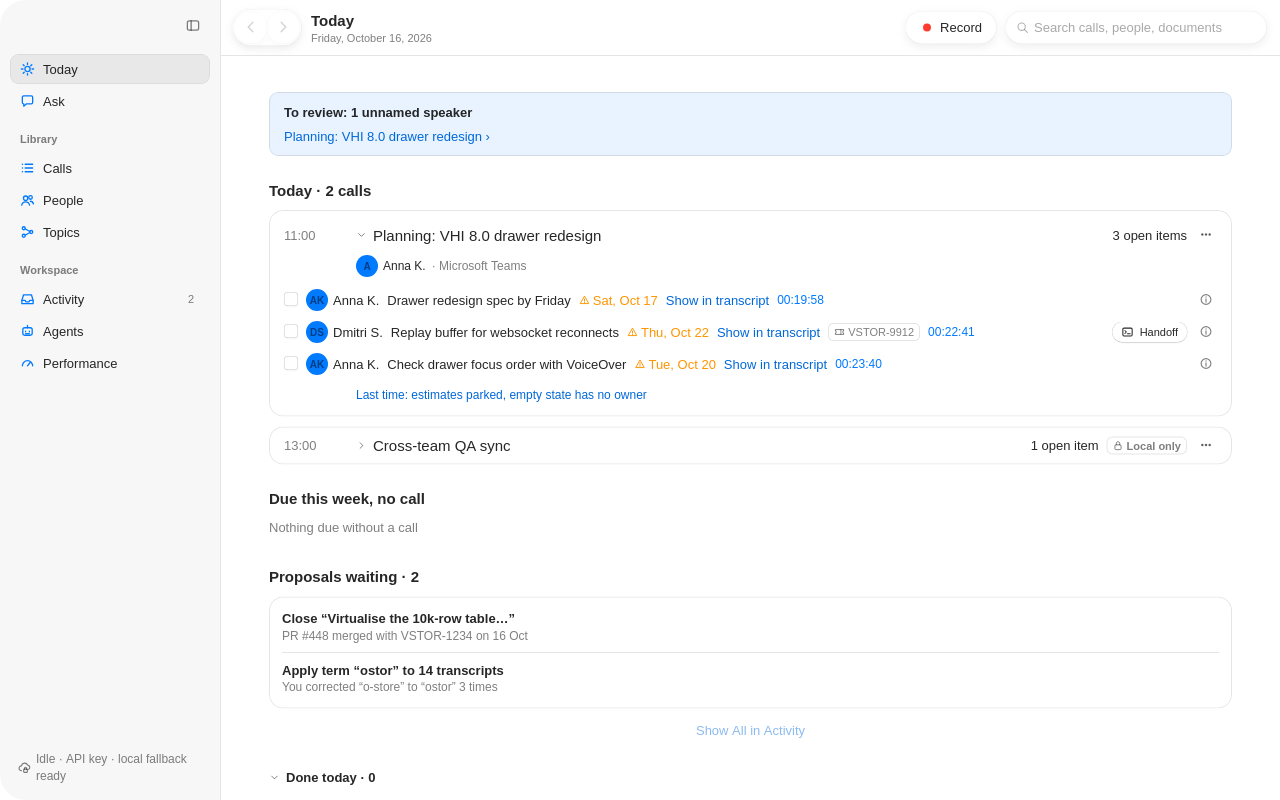 Today
Friday, October 16, 2026
Record
Search calls, people, documents
Today
Ask
Library
Calls
People
Topics
Workspace
Activity 2
Agents
Performance
Idle · API key · local fallback
ready
To review: 1 unnamed speaker
Planning: VHI 8.0 drawer redesign ›
Today · 2 calls
11:00 Planning: VHI 8.0 drawer redesign 3 open items
A Anna K. · Microsoft Teams
AK Anna K. Drawer redesign spec by Friday Sat, Oct 17 Show in transcript 00:19:58
DS Dmitri S. Replay buffer for websocket reconnects Thu, Oct 22 Show in transcript VSTOR-9912 00:22:41 Handoff
AK Anna K. Check drawer focus order with VoiceOver Tue, Oct 20 Show in transcript 00:23:40
Last time: estimates parked, empty state has no owner
13:00 Cross-team QA sync 1 open item Local only
Due this week, no call
Nothing due without a call
Proposals waiting · 2
Close “Virtualise the 10k-row table…”
PR #448 merged with VSTOR-1234 on 16 Oct
Apply term “ostor” to 14 transcripts
You corrected “o-store” to “ostor” 3 times
Show All in Activity
Done today · 0